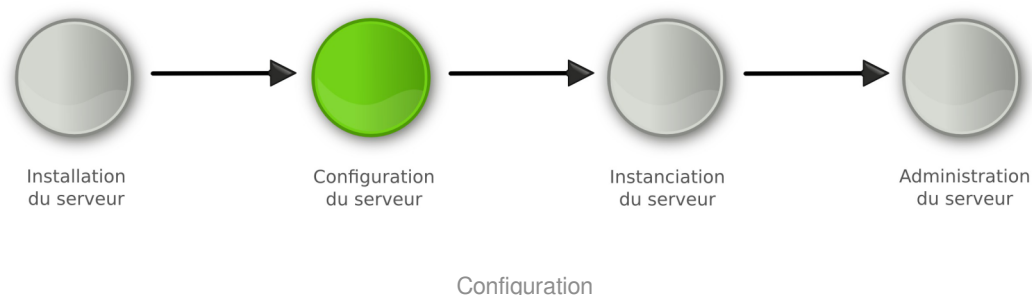 Installation
du serveur
Configuration
du serveur
Instanciation
du serveur
Administration
du serveur
Configuration